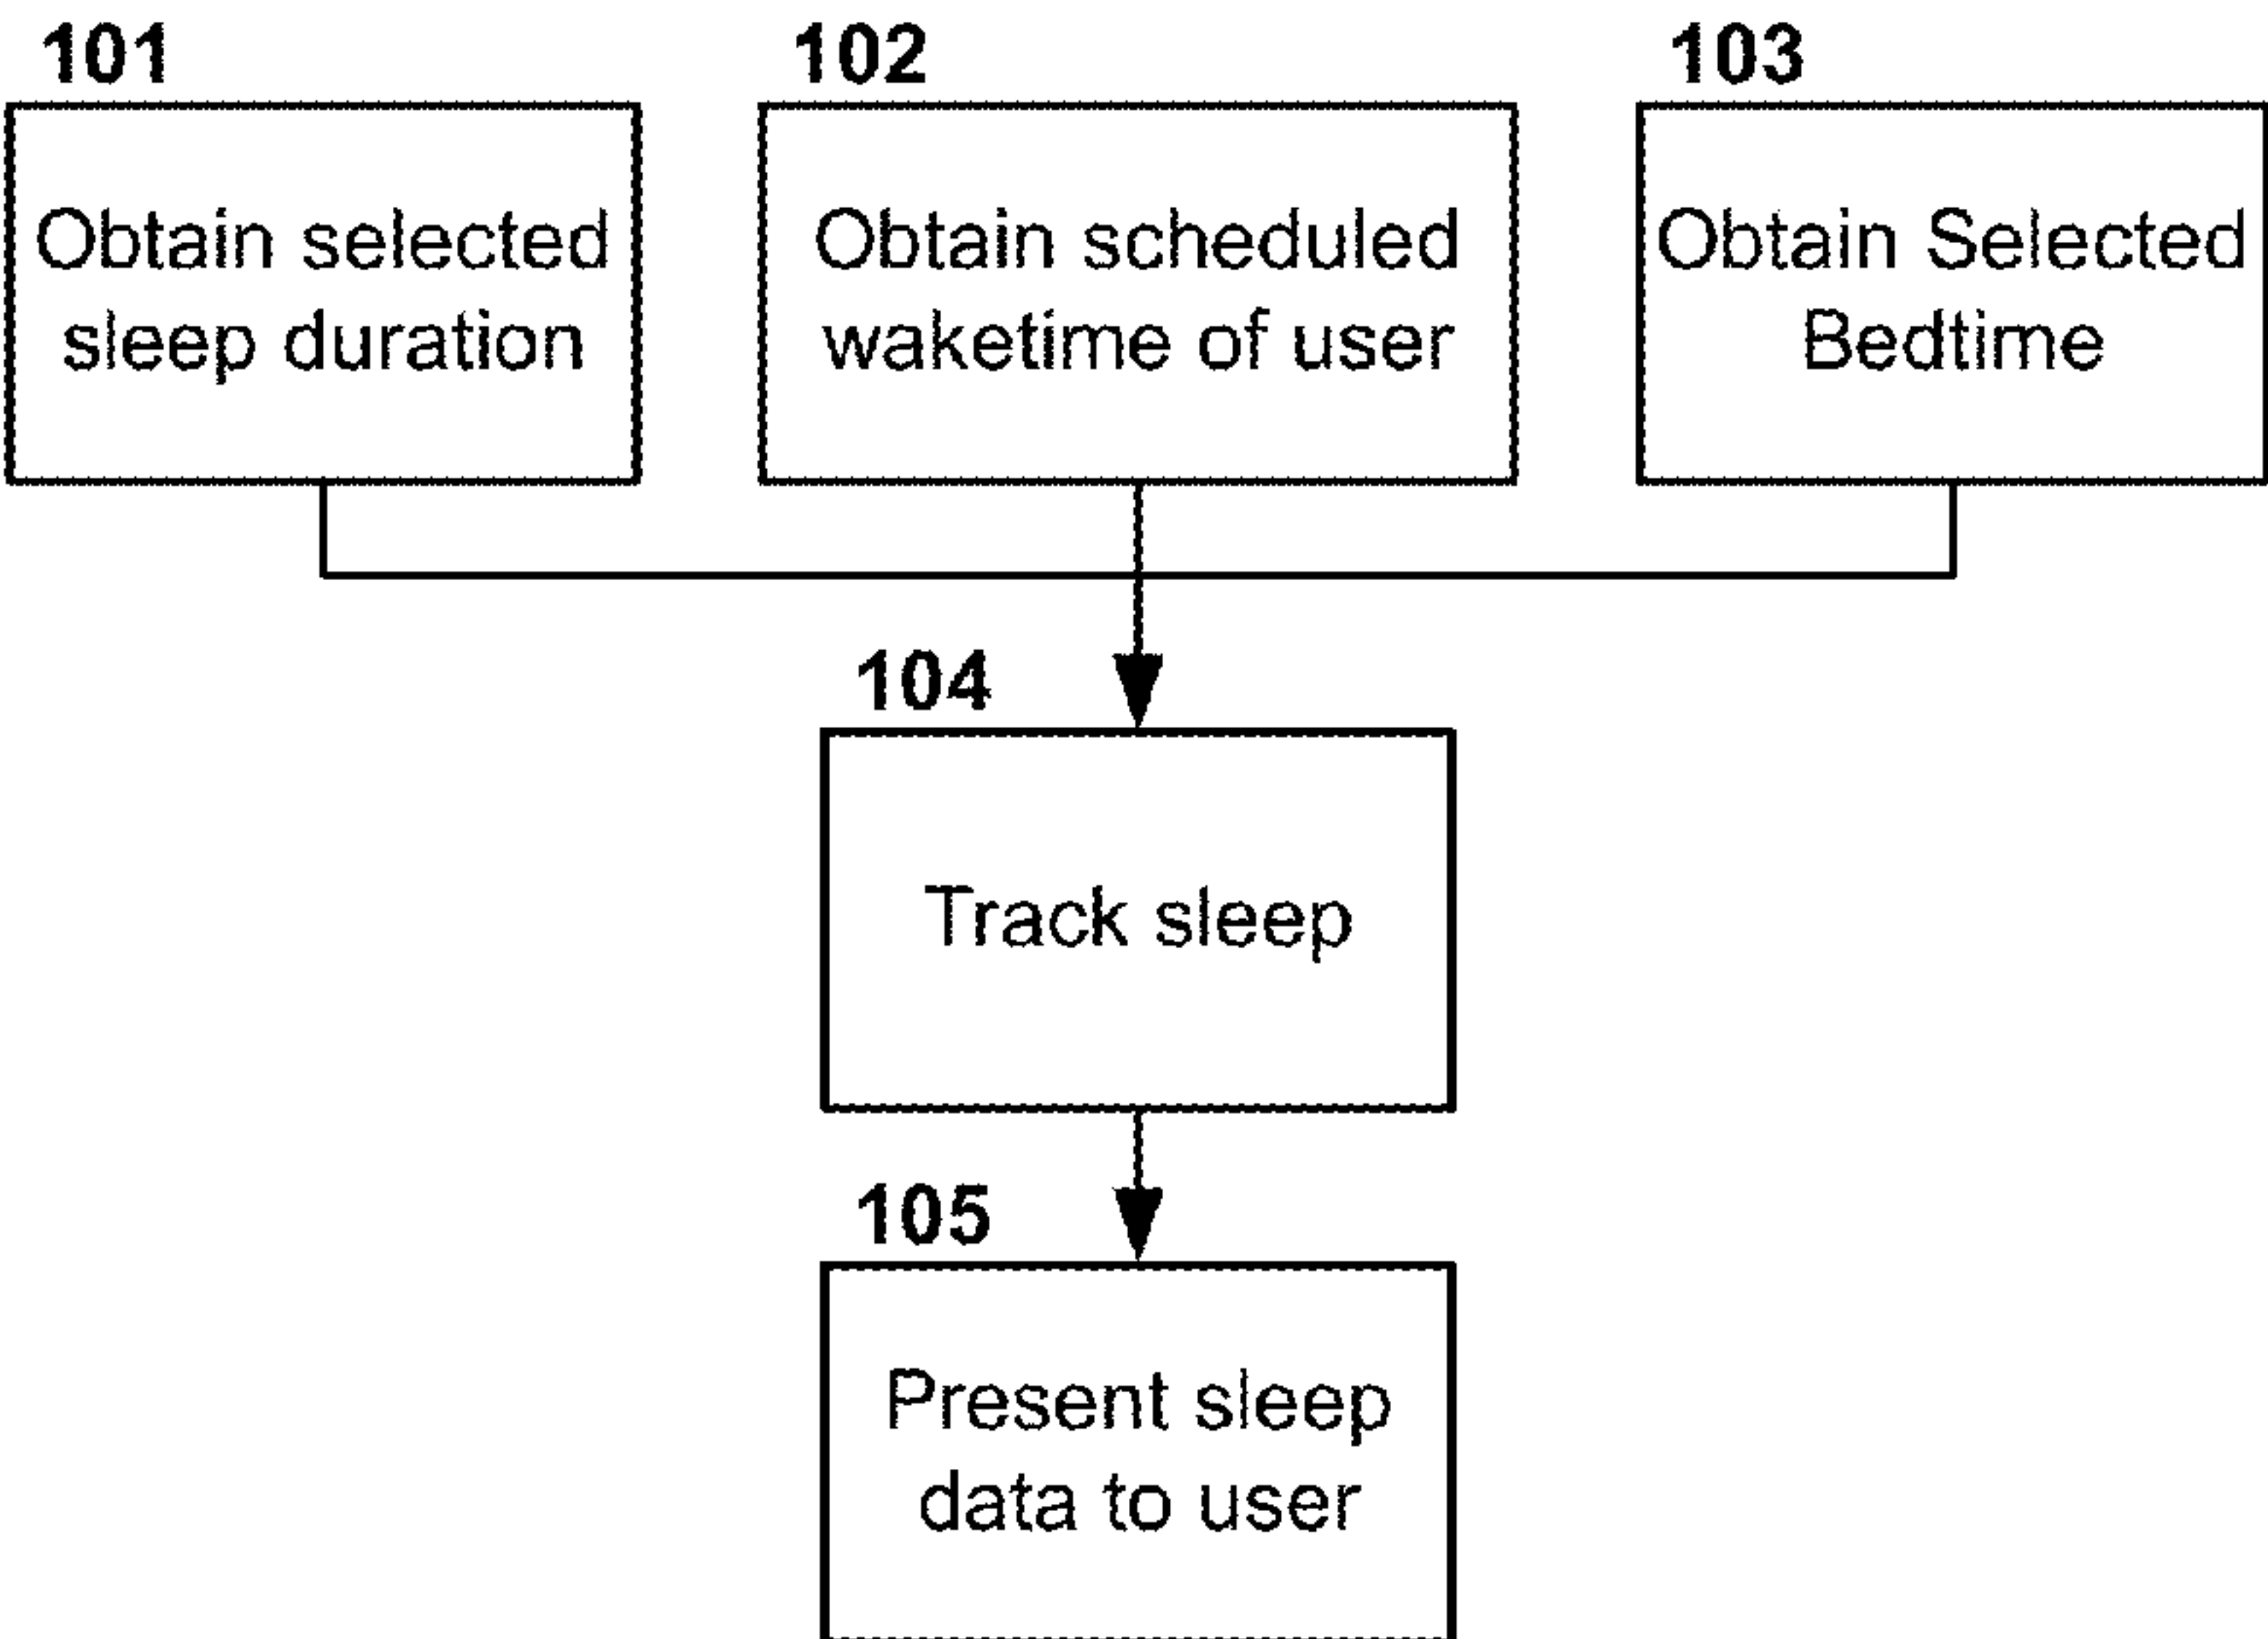 101
102
103
Obtain selected
sleep duration
Obtain scheduled
waketime of user
Obtain Selected
Bedtime
104
Track sleep
105
Present sleep
data to user